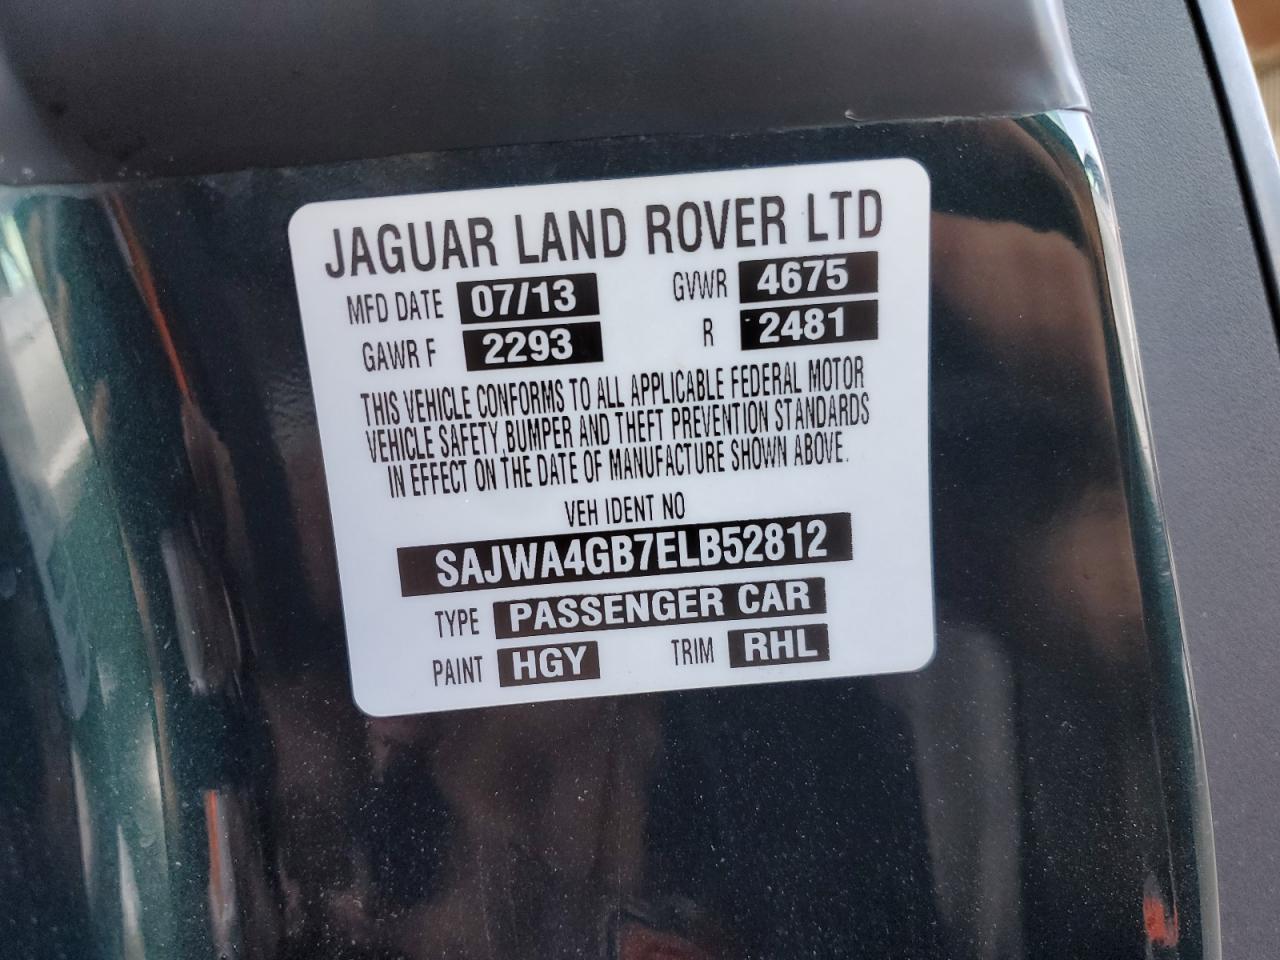 JAGUAR LAND ROVER LTD
MFD DATE 07/13 GVWR 4675
GAWR F 2293 R 2481
THIS VEHICLE CONFORMS TO ALL APPLICABLE FEDERAL MOTOR
VEHICLE SAFETY,BUMPER AND THEFT PREVENTION STANDARDS
IN EFFECT ON THE DATE OF MANUFACTURE SHOWN ABOVE.
VEH IDENT NO
SAJWA4GB7ELB52812
TYPE PASSENGER CAR
PAINT HGY TRIM RHL